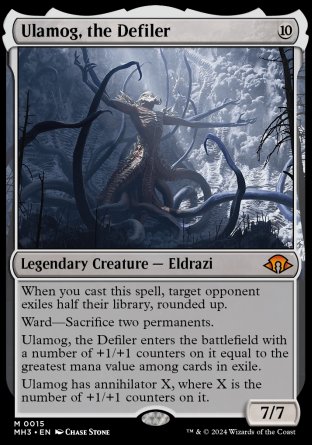 Ulamog, the Defiler 10
Legendary Creature — Eldrazi
When you cast this spell, target opponent
exiles half their library, rounded up.
Ward—Sacrifice two permanents.
Ulamog, the Defiler enters the battlefield with
a number of +1/+1 counters on it equal to the
greatest mana value among cards in exile.
Ulamog has annihilator X, where X is the
number of +1/+1 counters on it.
7/7
M 0015
MH3 • EN Chase Stone ™ & © 2024 Wizards of the Coast